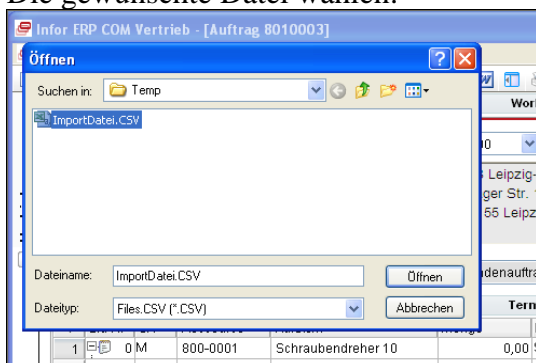 Die gewünschte Datei wählen.
Infor ERP COM Vertrieb - [Auftrag 8010003]
Öffnen
Suchen in: Temp
ImportDatei.CSV
Leipzig-
ger Str.
55 Leipz
Dateiname: ImportDatei.CSV Öffnen
denauftra
Dateityp: Files.CSV (*.CSV) Abbrechen
Tern
1 0 M 800-0001 Schraubendreher 10 0,00